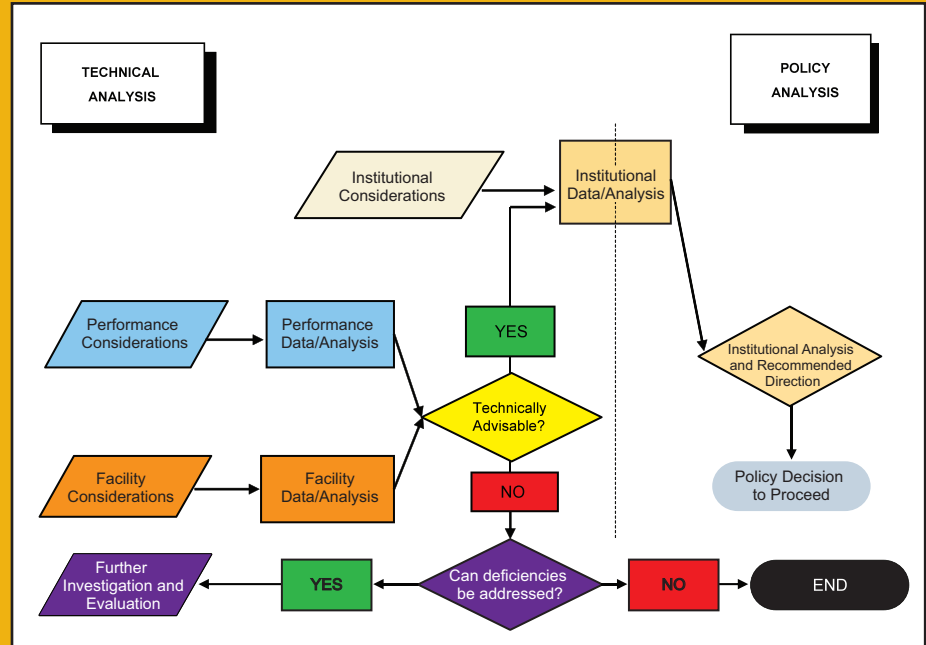 TECHNICAL
ANALYSIS
POLICY
ANALYSIS
Institutional
Considerations
Institutional
Data/Analysis
YES
Performance
Considerations
Performance
Data/Analysis
Institutional Analysis
and Recommended
Direction
Technically
Advisable?
Facility
Considerations
Facility
Data/Analysis
NO
Policy Decision
to Proceed
Further
Investigation and
Evaluation
YES
Can deficiencies
be addressed?
NO
END